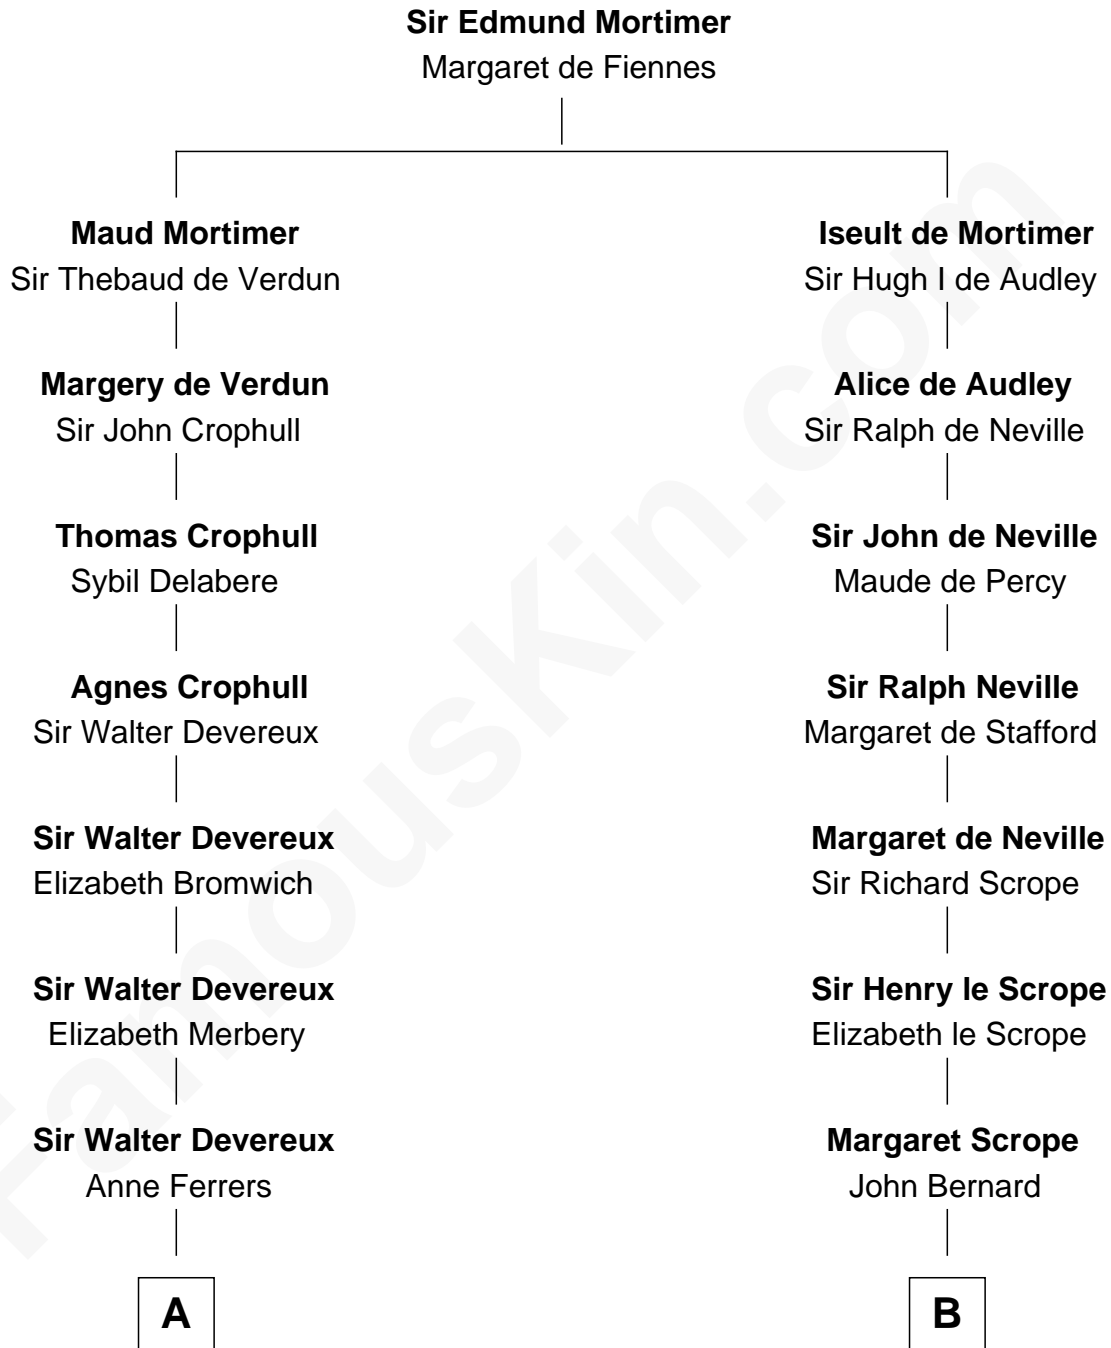 Sir Edmund Mortimer
Margaret de Fiennes
Maud Mortimer
Sir Thebaud de Verdun
Iseult de Mortimer
Sir Hugh I de Audley
Margery de Verdun
Sir John Crophull
Alice de Audley
Sir Ralph de Neville
Thomas Crophull
Sybil Delabere
Sir John de Neville
Maude de Percy
Agnes Crophull
Sir Walter Devereux
Sir Ralph Neville
Margaret de Stafford
Sir Walter Devereux
Elizabeth Bromwich
Margaret de Neville
Sir Richard Scrope
Sir Walter Devereux
Elizabeth Merbery
Sir Henry le Scrope
Elizabeth le Scrope
Sir Walter Devereux
Anne Ferrers
Margaret Scrope
John Bernard
A
B
FamousKin.com